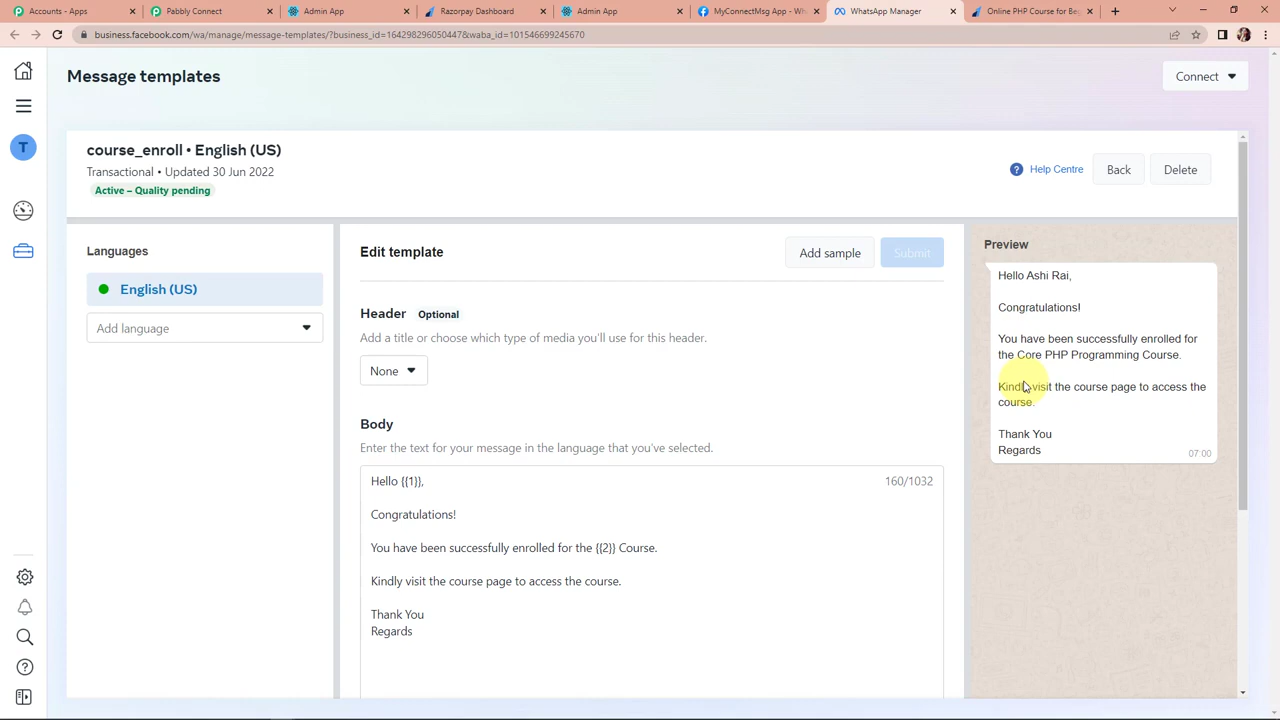 Accounts - Apps
Pabbly Connect
Admin App
Razorpay Dashboard
Admin App
MyConnectMsg App - Wha
WhatsApp Manager
Online PHP Course for Beg
business.facebook.com/wa/manage/message-templates/?business_id=164298296050447&waba_id=101546699245670
Message templates
Connect
T
course_enroll • English (US)
Transactional • Updated 30 Jun 2022
Active – Quality pending
Help Centre
Back
Delete
Languages
English (US)
Add language
Edit template
Add sample
Submit
Header Optional
Add a title or choose which type of media you'll use for this header.
None
Body
Enter the text for your message in the language that you've selected.
Hello {{1}},
160/1032
Congratulations!
You have been successfully enrolled for the {{2}} Course.
Kindly visit the course page to access the course.
Thank You
Regards
Preview
Hello Ashi Rai,
Congratulations!
You have been successfully enrolled for
the Core PHP Programming Course.
Kindly visit the course page to access the
course.
Thank You
Regards
07:00